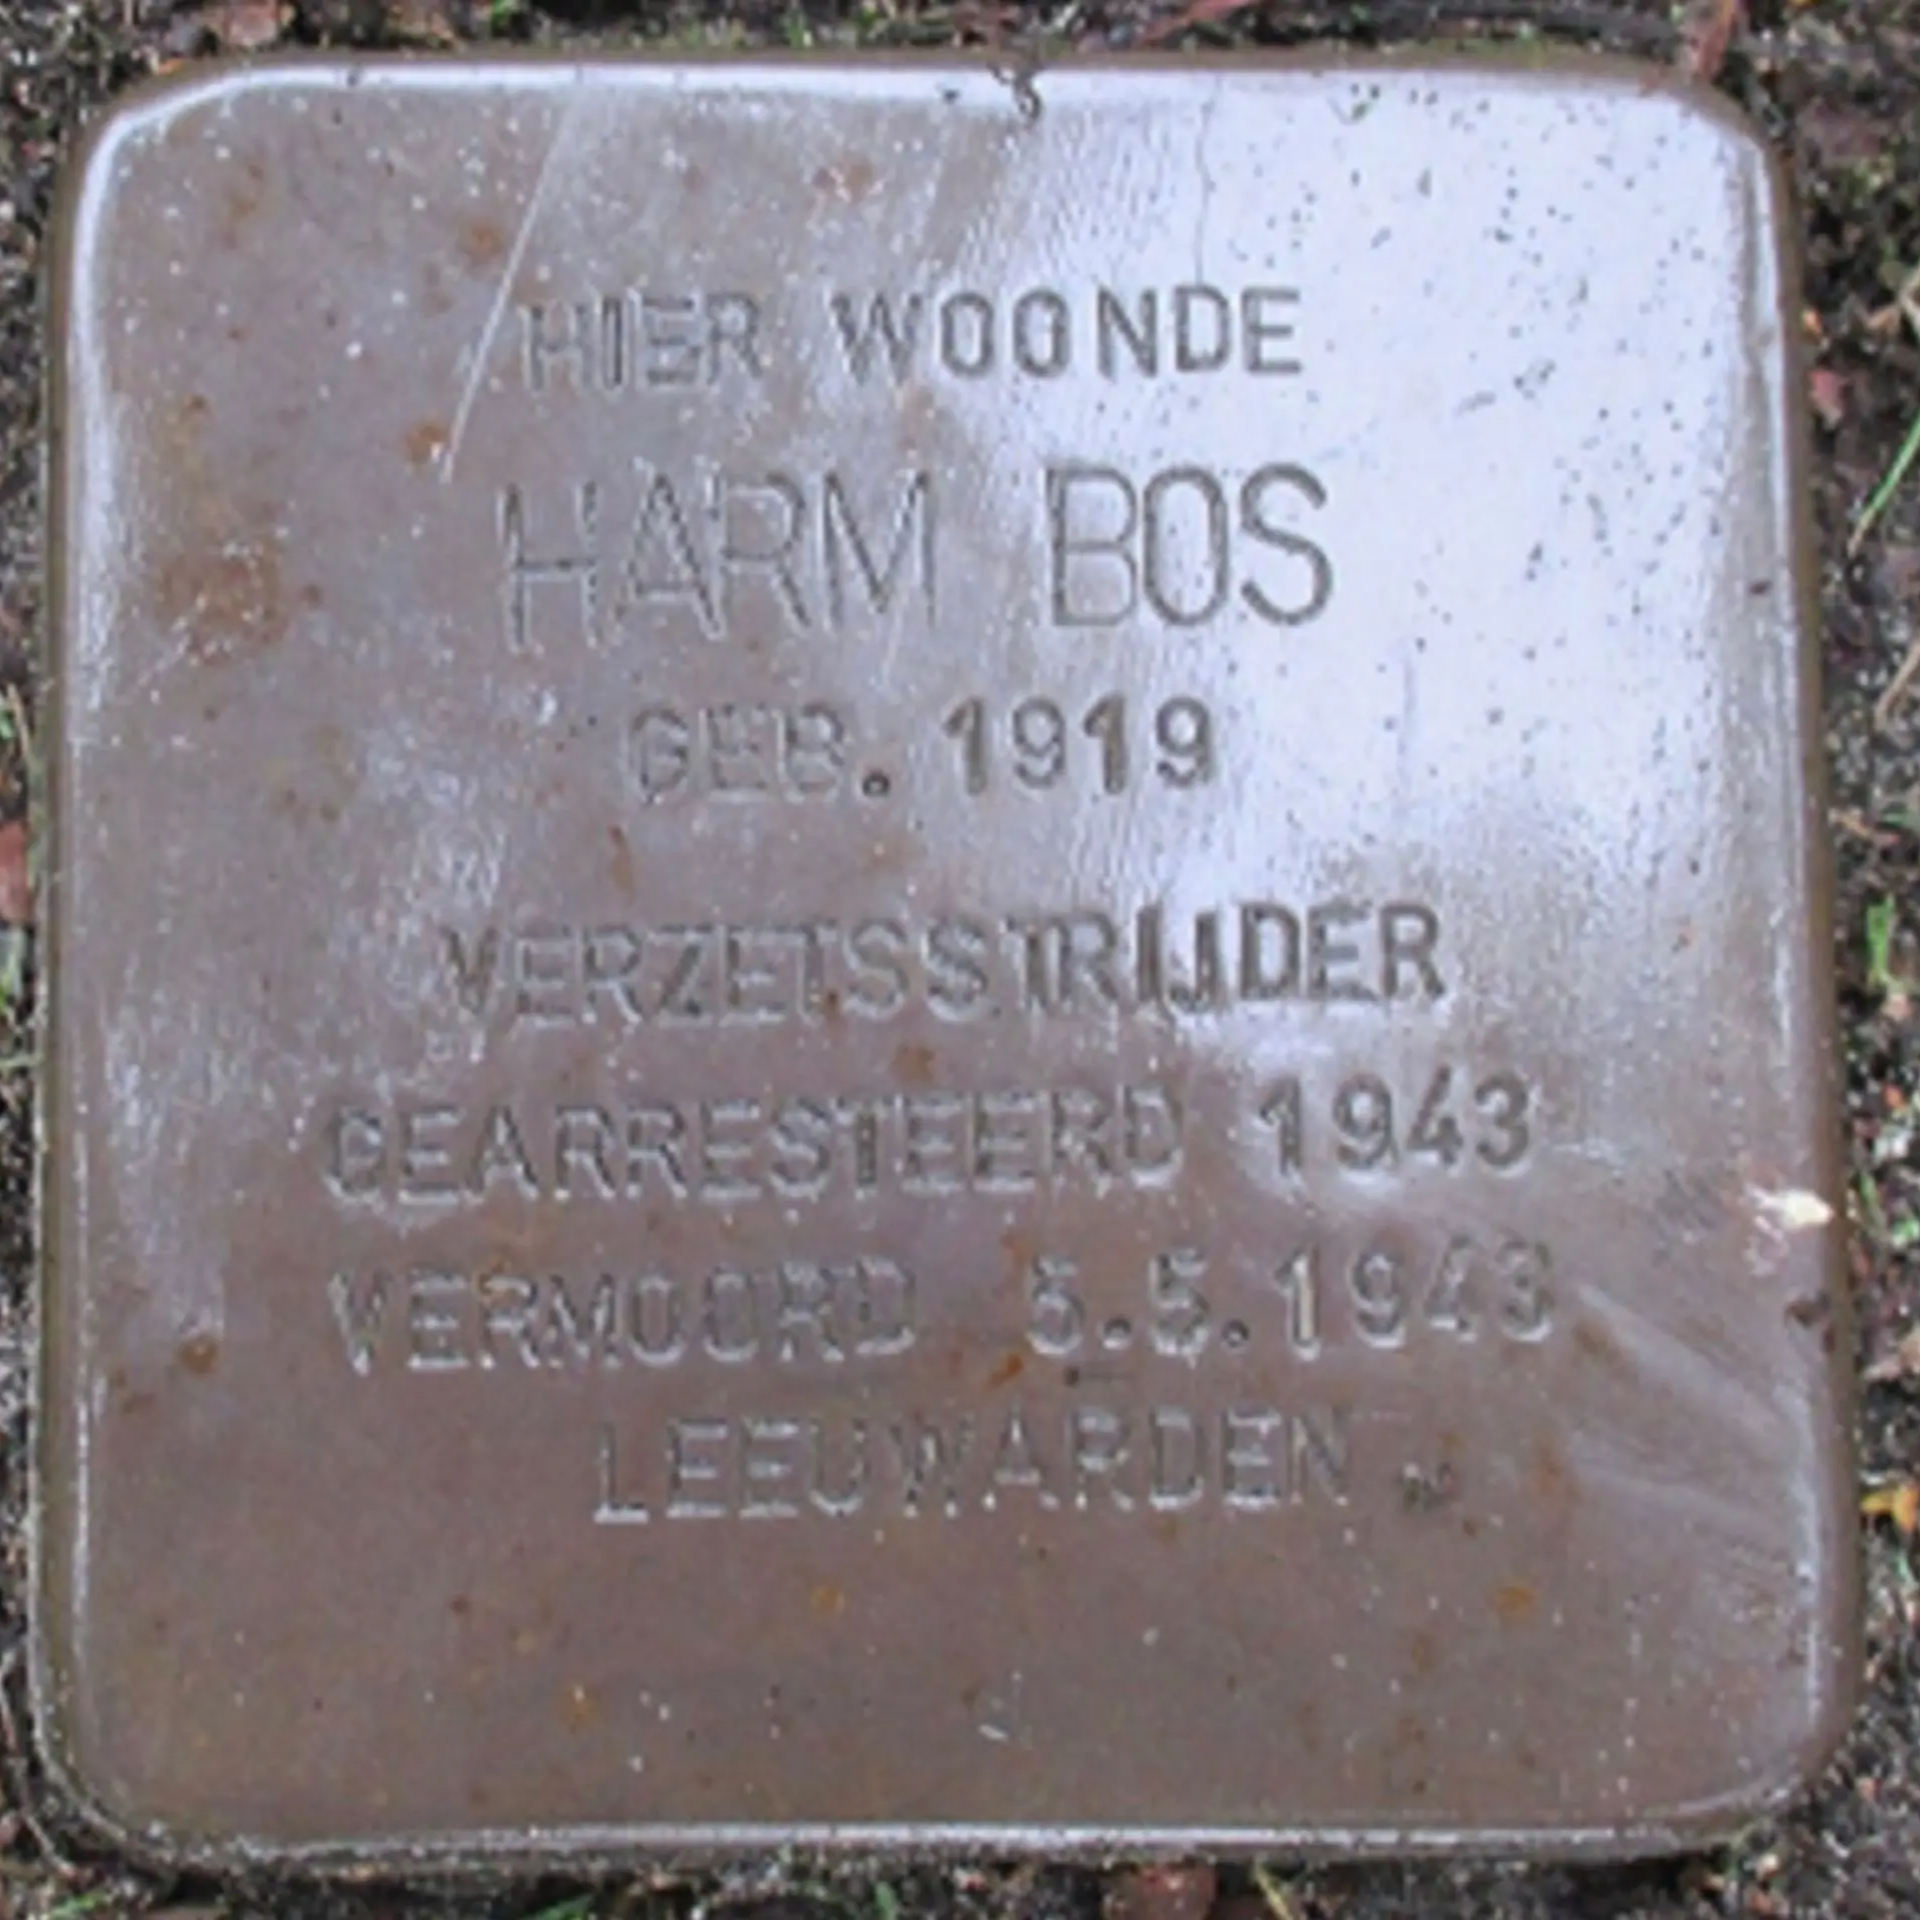 HIER WOONDE
HARM BOS
GEB. 1919
VERZETSSTRIJDER
GEARRESTEERD 1943
VERMOORD 5.5.1943
LEEUWARDEN